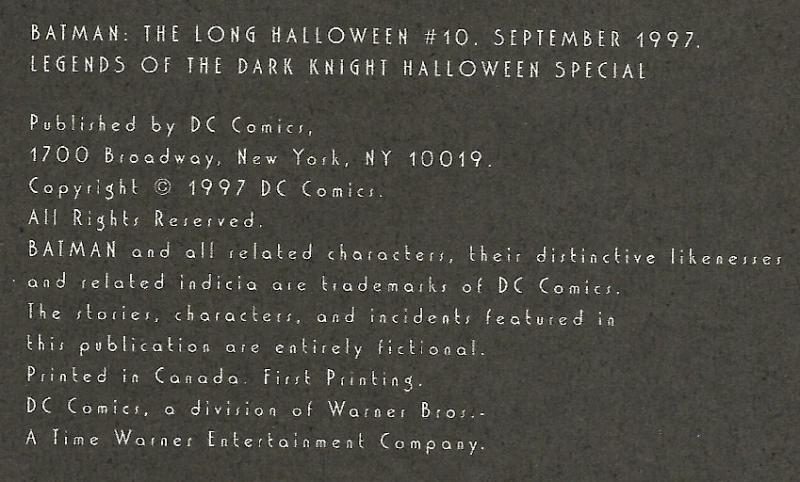 BATMAN: THE LONG HALLOWEEN #10. SEPTEMBER 1997.
LEGENDS OF THE DARK KNIGHT HALLOWEEN SPECIAL
Published by DC Comics,
1700 Broadway, New York, NY 10019.
Copyright © 1997 DC Comics.
All Rights Reserved.
BATMAN and all related characters, their distinctive likenesses
and related indicia are trademarks of DC Comics.
The stories, characters, and incidents featured in
this publication are entirely fictional.
Printed in Canada. First Printing.
DC Comics, a division of Warner Bros.-
A Time Warner Entertainment Company.